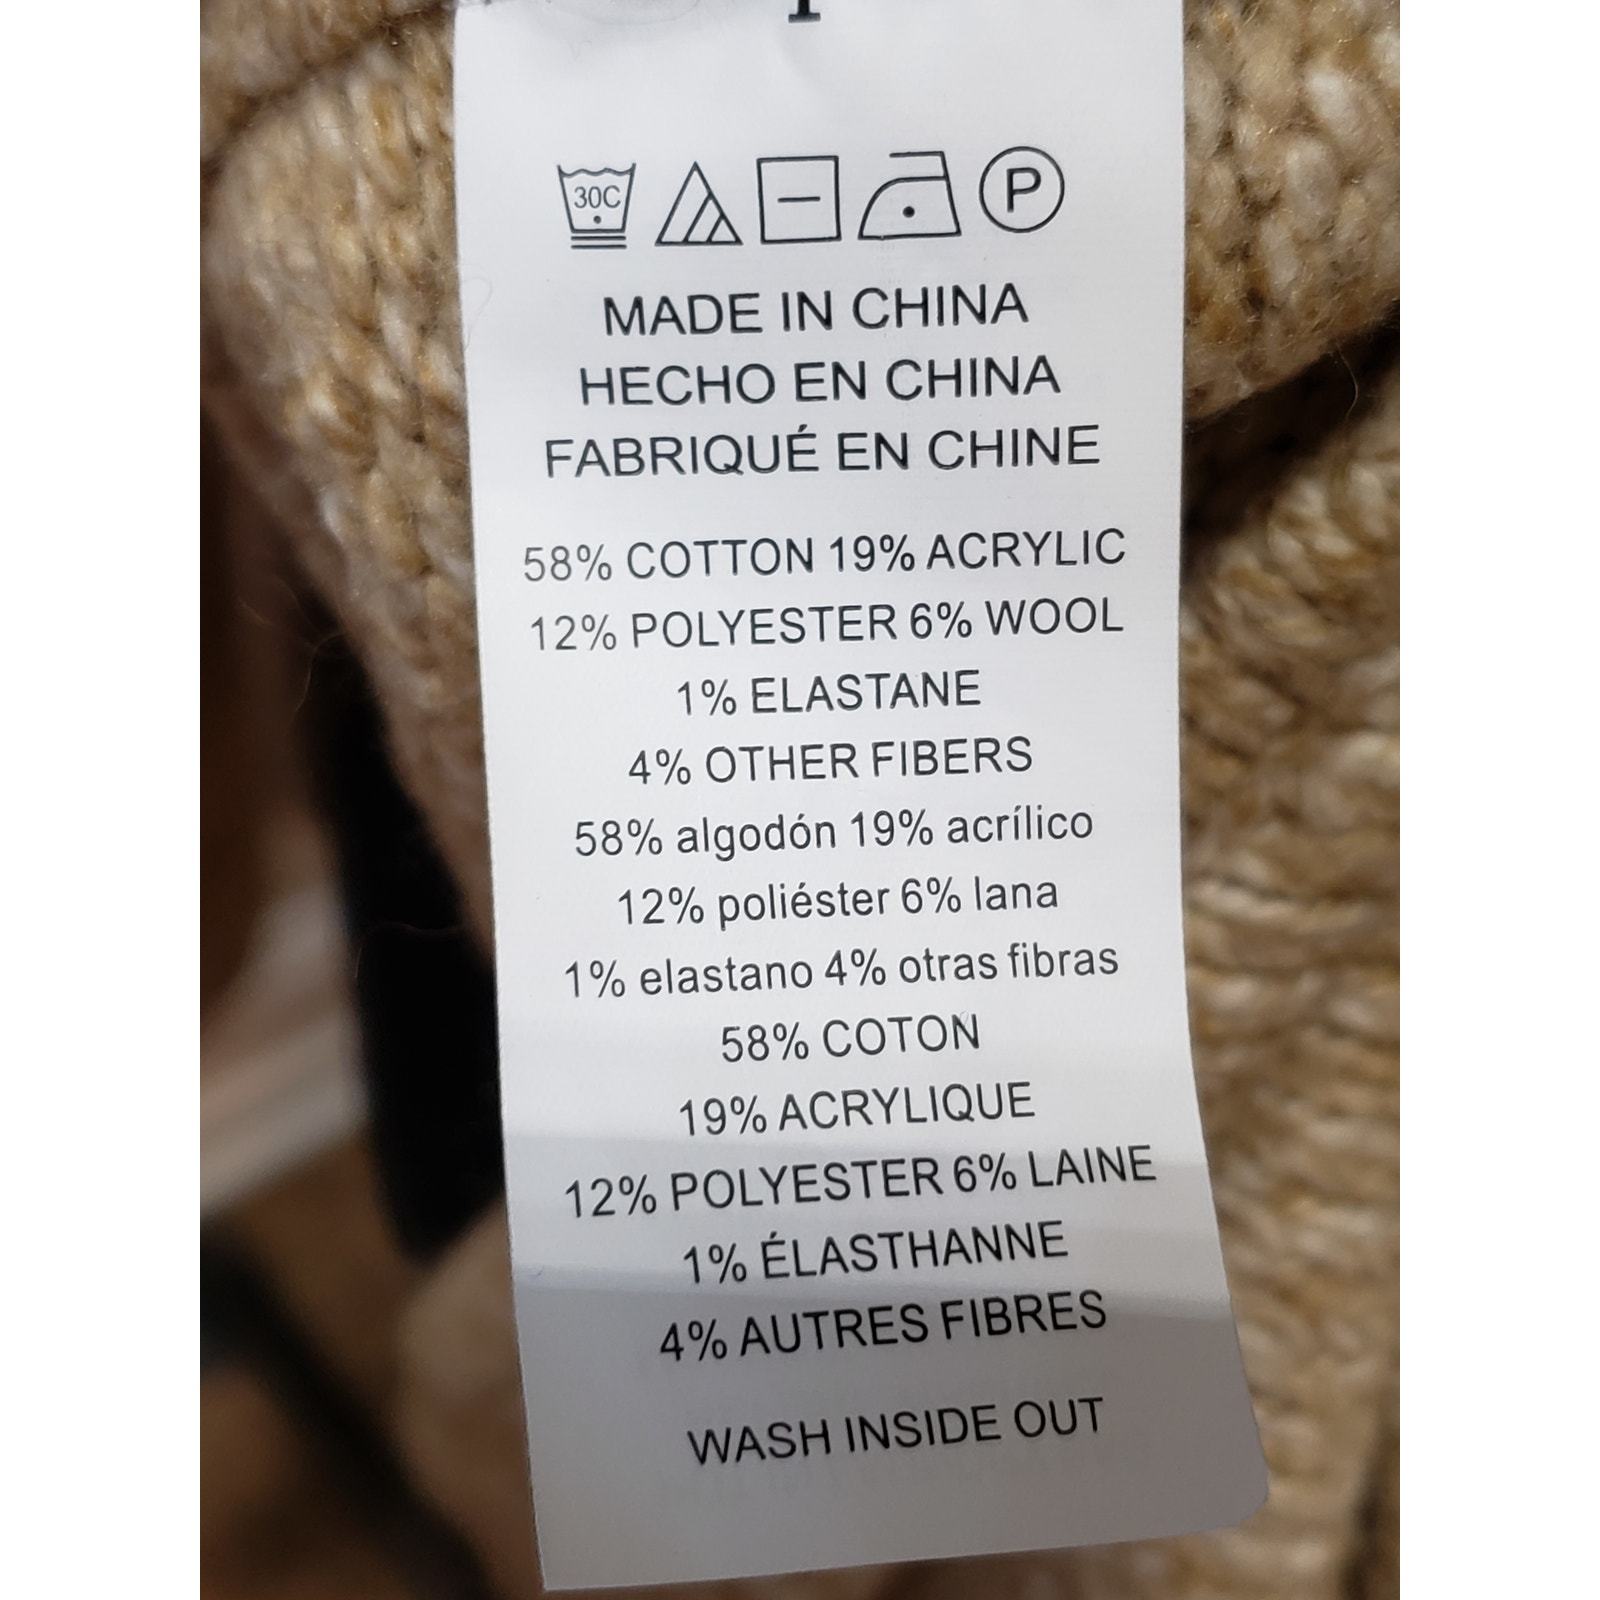 30C
P
MADE IN CHINA
HECHO EN CHINA
FABRIQUÉ EN CHINE
58% COTTON 19% ACRYLIC
12% POLYESTER 6% WOOL
1% ELASTANE
4% OTHER FIBERS
58% algodón 19% acrílico
12% poliéster 6% lana
1% elastano 4% otras fibras
58% COTON
19% ACRYLIQUE
12% POLYESTER 6% LAINE
1% ÉLASTHANNE
4% AUTRES FIBRES
WASH INSIDE OUT